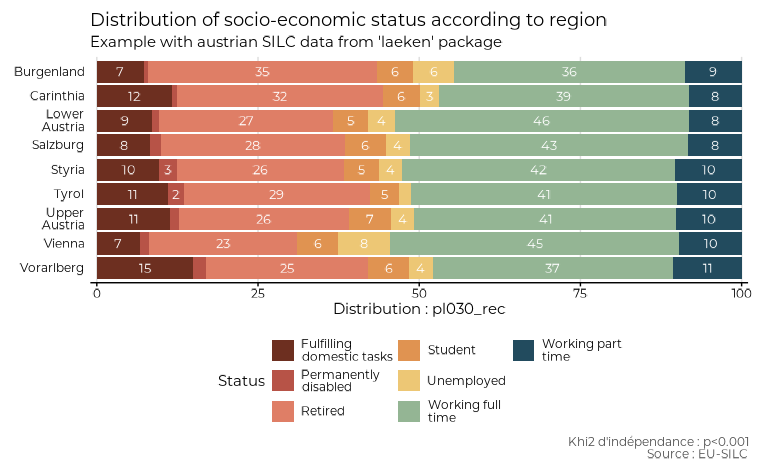 Distribution of socio-economic status according to region
Example with austrian SILC data from 'laeken' package
Burgenland 7 35 6 6 36 9
Carinthia 12 32 6 3 39 8
Lower
Austria 9 27 5 4 46 8
Salzburg 8 28 6 4 43 8
Styria 10 3 26 5 4 42 10
Tyrol 11 2 29 5 41 10
Upper
Austria 11 26 7 4 41 10
Vienna 7 23 6 8 45 10
Vorarlberg 15 25 6 4 37 11
0 25 50 75 100
Distribution : pl030_rec
Status
Fulfilling
domestic tasks
Permanently
disabled
Retired
Student
Unemployed
Working full
time
Working part
time
Khi2 d'indépendance : p<0.001
Source : EU-SILC